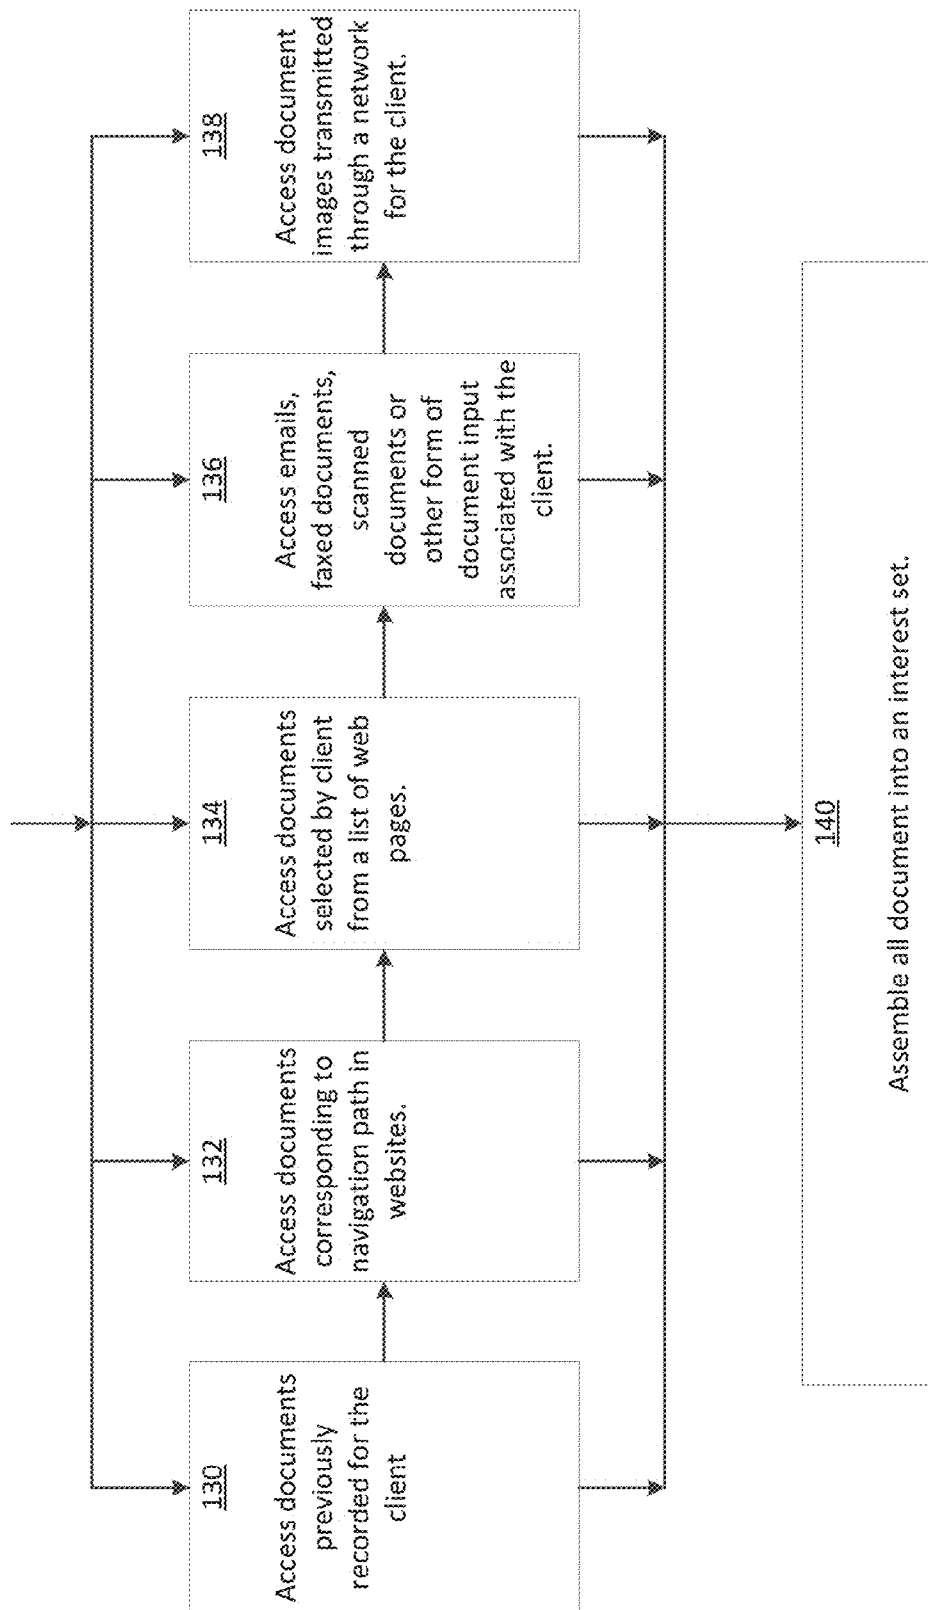 130
Access documents
previously
recorded for the
client
132
Access documents
corresponding to
navigation path in
websites.
134
Access documents
selected by client
from a list of web
pages.
136
Access emails,
faxed documents,
scanned
documents or
other form of
document input
associated with the
client.
138
Access document
images transmitted
through a network
for the client.
140
Assemble all document into an interest set.